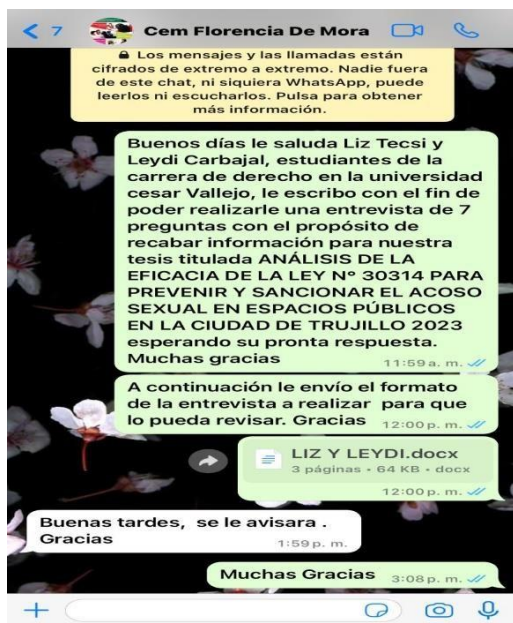 7 Cem Florencia De Mora
Los mensajes y las llamadas están
cifrados de extremo a extremo. Nadie fuera
de este chat, ni siquiera WhatsApp, puede
leerlos ni escucharlos. Pulsa para obtener
más información.
Buenos días le saluda Liz Tecsi y
Leydi Carbajal, estudiantes de la
carrera de derecho en la universidad
cesar Vallejo, le escribo con el fin de
poder realizarle una entrevista de 7
preguntas con el propósito de
recabar información para nuestra
tesis titulada ANÁLISIS DE LA
EFICACIA DE LA LEY Nº 30314 PARA
PREVENIR Y SANCIONAR EL ACOSO
SEXUAL EN ESPACIOS PÚBLICOS
EN LA CIUDAD DE TRUJILLO 2023
esperando su pronta respuesta.
Muchas gracias 11:59 a. m.
A continuación le envío el formato
de la entrevista a realizar para que
lo pueda revisar. Gracias 12:00 p. m.
LIZ Y LEYDI.docx
3 páginas • 64 KB • docx
12:00 p. m.
Buenas tardes, se le avisara .
Gracias 1:59 p. m.
Muchas Gracias 3:08 p. m.